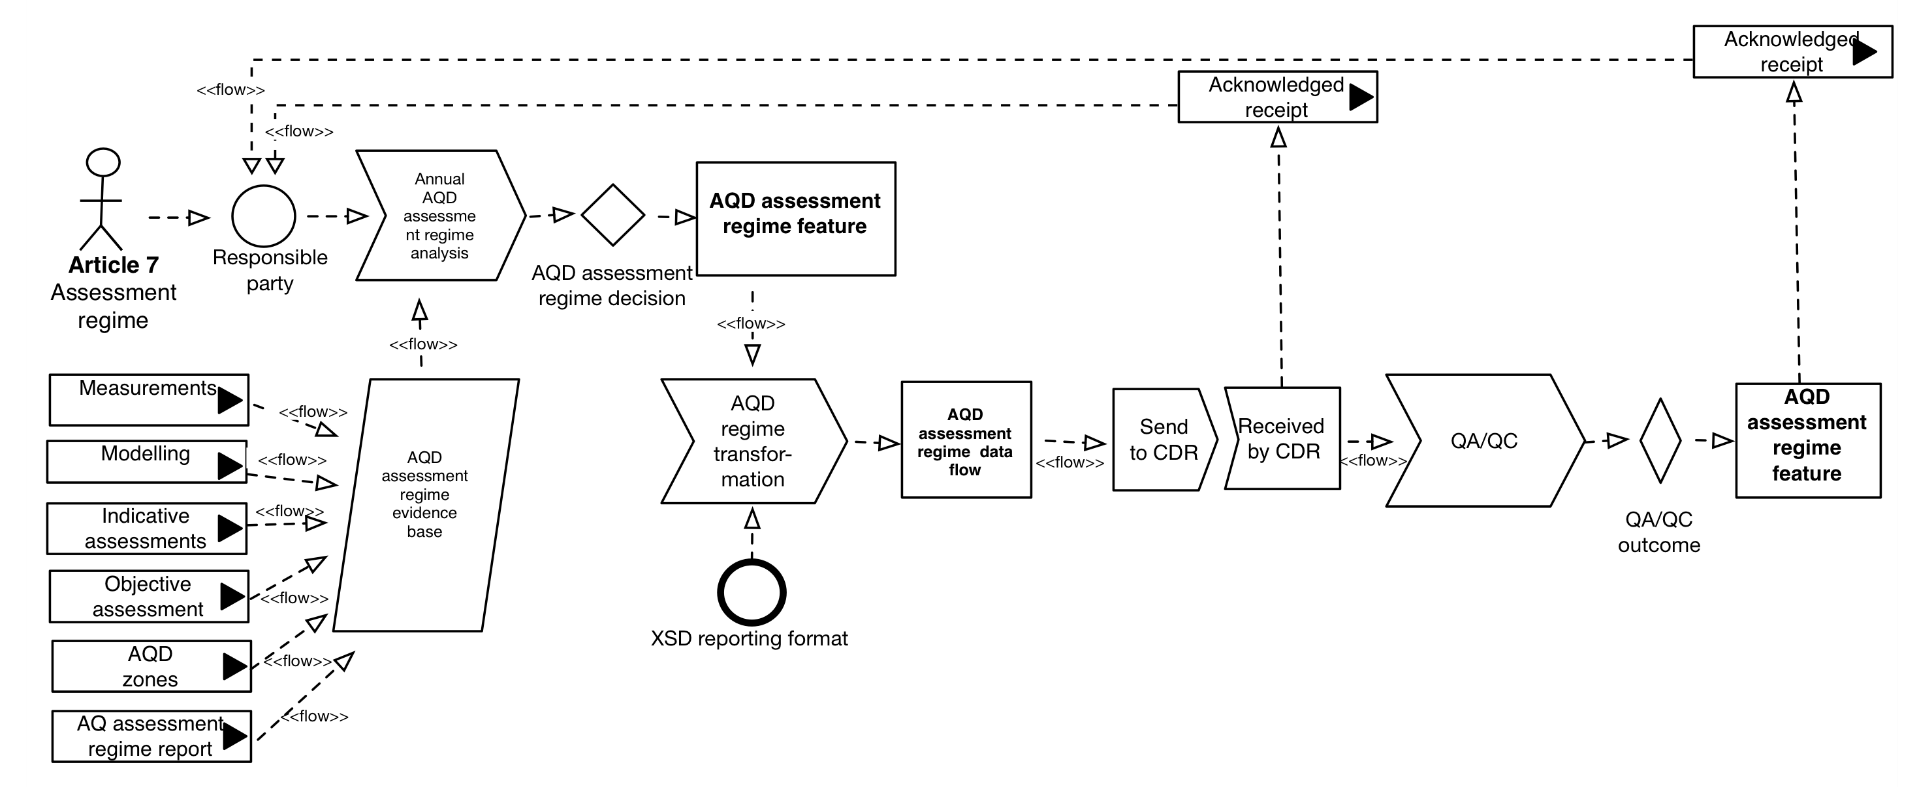 Acknowledged
receipt
Acknowledged
receipt
<<flow>>
<<flow>>
Article 7
Assessment
regime
Responsible
party
Annual
AQD
assessme
nt regime
analysis
AQD assessment
regime decision
AQD assessment
regime feature
<<flow>>
<<flow>>
Measurements
<<flow>>
Modelling
<<flow>>
Indicative
assessments
<<flow>>
Objective
assessment
<<flow>>
AQD
zones
<<flow>>
AQ assessment
regime report
<<flow>>
AQD
assessment
regime
evidence
base
AQD
regime
transfor-
mation
XSD reporting format
AQD
assessment
regime data
flow
<<flow>>
Send
to CDR
Received
by CDR
<<flow>>
QA/QC
QA/QC
outcome
AQD
assessment
regime
feature